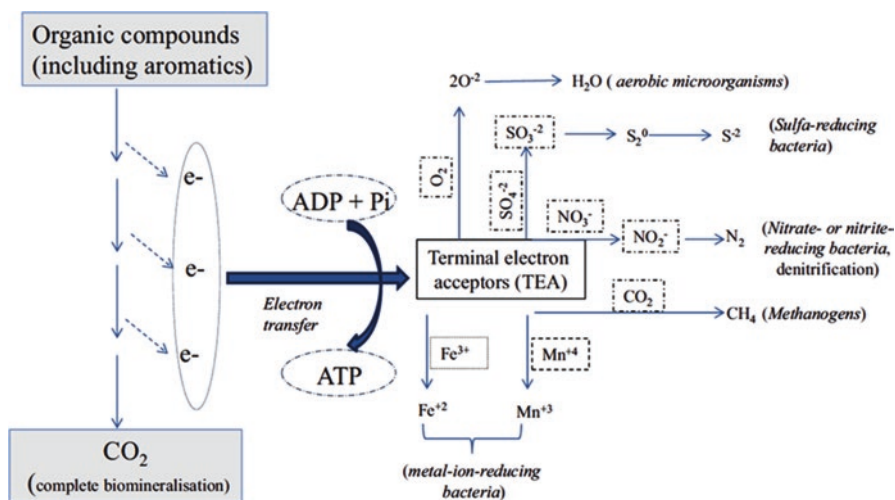 Organic compounds
(including aromatics)
e-
e-
e-
CO₂
(complete biomineralisation)
ADP + Pi
Electron
transfer
ATP
Terminal electron
acceptors (TEA)
O₂
2O⁻²
H₂O ( aerobic microorganisms)
SO₄⁻²
SO₃⁻²
S₂⁰
S⁻²
(Sulfa-reducing
bacteria)
NO₃⁻
NO₂⁻
N₂
(Nitrate- or nitrite-
reducing bacteria,
denitrification)
CO₂
CH₄ (Methanogens)
Fe³⁺
Mn⁺⁴
Fe⁺²
Mn⁺³
(metal-ion-reducing
bacteria)